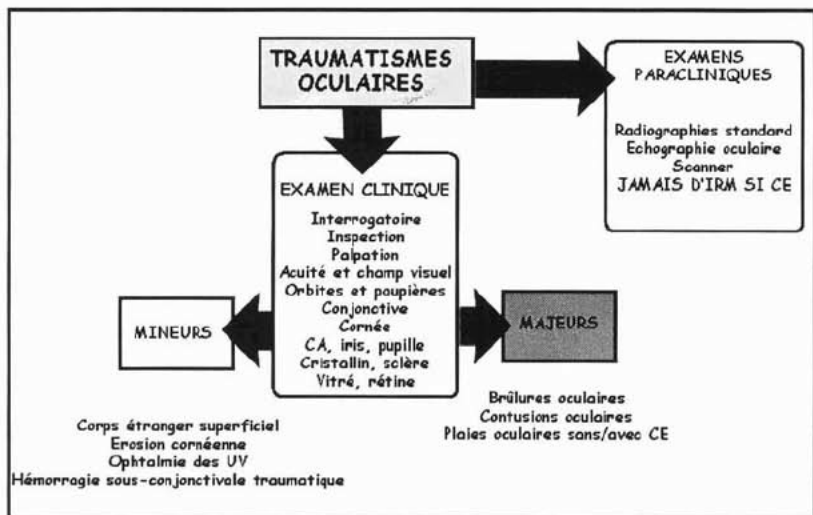 TRAUMATISMES
OCULAIRES
EXAMENS
PARACLINIQUES
Radiographies standard
Echographie oculaire
Scanner
JAMAIS D'IRM SI CE
EXAMEN CLINIQUE
Interrogatoire
Inspection
Palpation
Acuité et champ visuel
Orbites et paupières
Conjonctive
Cornée
CA, iris, pupille
Cristallin, sclère
Vitré, rétine
MINEURS
MAJEURS
Corps étranger superficiel
Erosion cornéenne
Ophtalmie des UV
Hémorragie sous-conjonctivale traumatique
Brûlures oculaires
Contusions oculaires
Plaies oculaires sans/avec CE